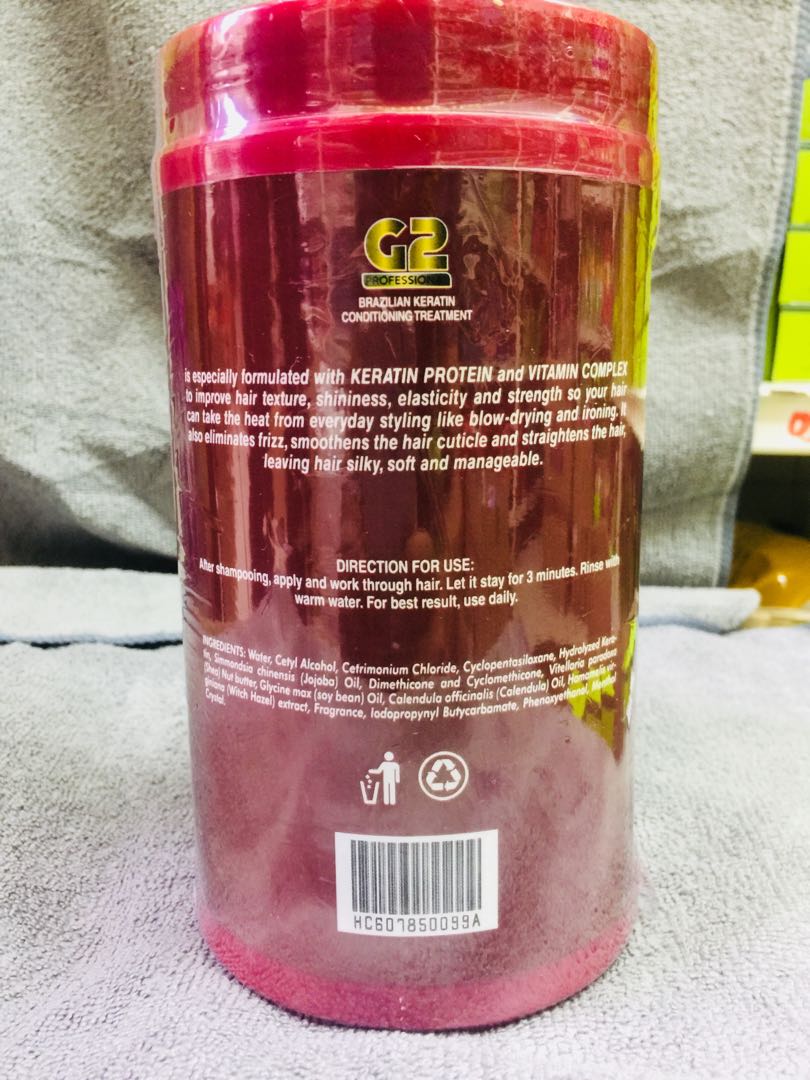 G2
PROFESSIONAL
BRAZILIAN KERATIN
CONDITIONING TREATMENT
is especially formulated with KERATIN PROTEIN and VITAMIN COMPLEX
to improve hair texture, shininess, elasticity and strength so your hair
can take the heat from everyday styling like blow-drying and ironing. It
also eliminates frizz, smoothens the hair cuticle and straightens the hair,
leaving hair silky, soft and manageable.
DIRECTION FOR USE:
After shampooing, apply and work through hair. Let it stay for 3 minutes. Rinse with
warm water. For best result, use daily.
INGREDIENTS: Water, Cetyl Alcohol, Cetrimonium Chloride, Cyclopentasiloxane, Hydrolyzed Kera-
tin, Simmondsia chinensis (Jojoba) Oil, Dimethicone and Cyclomethicone, Vitellaria paradoxa
(Shea) Nut butter, Glycine max (soy bean) Oil, Calendula officinalis (Calendula) Oil, Hamamelis vir-
giniana (Witch Hazel) extract, Fragrance, Iodopropynyl Butycarbamate, Phenoxyethanol, Menthol
Crystal.
HC607850099A